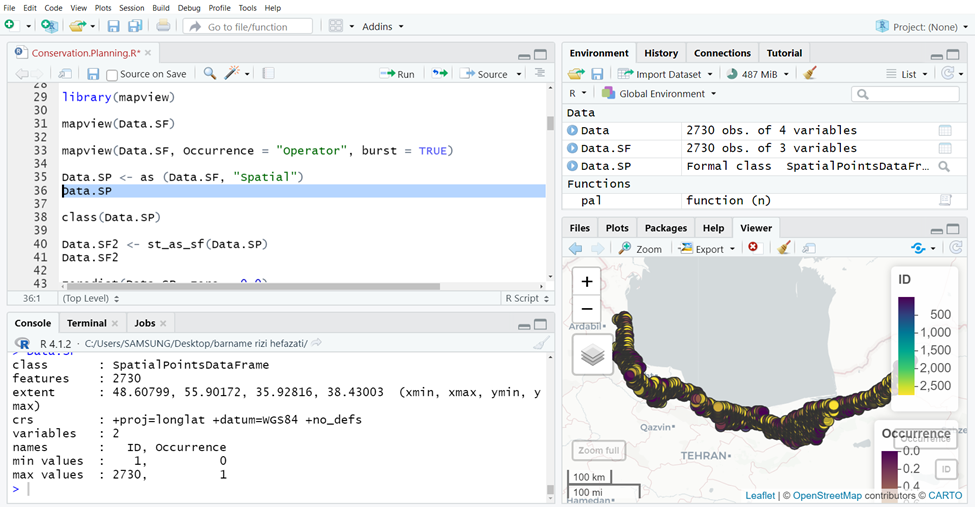 File Edit Code View Plots Session Build Debug Profile Tools Help
Go to file/function Addins Project: (None)
Conservation.Planning.R*
Source on Save Run Source
28
29 library(mapview)
30
31 mapview(Data.SF)
32
33 mapview(Data.SF, Occurrence = "Operator", burst = TRUE)
34
35 Data.SP <- as (Data.SF, "Spatial")
36 Data.SP
37
38 class(Data.SP)
39
40 Data.SF2 <- st_as_sf(Data.SP)
41 Data.SF2
42
43
36:1 (Top Level) R Script
Console Terminal Jobs
R 4.1.2 · C:/Users/SAMSUNG/Desktop/barname rizi hefazati/
> Data.SP
class : SpatialPointsDataFrame
features : 2730
extent : 48.60799, 55.90172, 35.92816, 38.43003 (xmin, xmax, ymin, y
max)
crs : +proj=longlat +datum=WGS84 +no_defs
variables : 2
names : ID, Occurrence
min values : 1, 0
max values : 2730, 1
>
Environment History Connections Tutorial
Import Dataset 487 MiB List
R Global Environment
Data
Data 2730 obs. of 4 variables
Data.SF 2730 obs. of 3 variables
Data.SP Formal class SpatialPointsDataFr…
Functions
pal function (n)
Files Plots Packages Help Viewer
Zoom Export
+
−
Ardabil
Qazvin
TEHRAN
Hamedan
Zoom full
100 km
100 mi
ID
500
1,000
1,500
2,000
2,500
Occurrence
Occurrence
0.0
0.4
ID
Leaflet | © OpenStreetMap contributors © CARTO